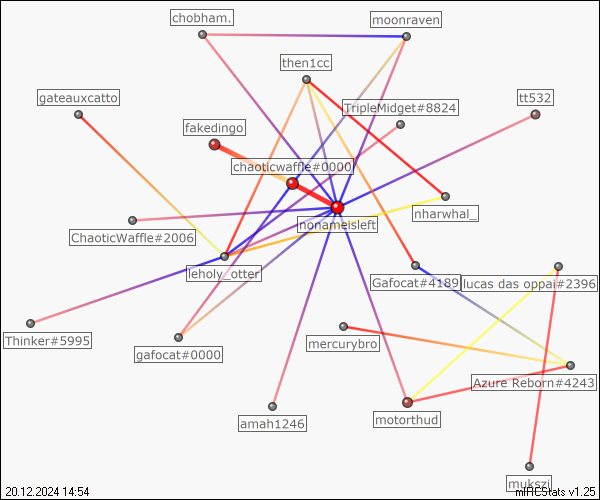 chobham.
moonraven
then1cc
gateauxcatto
TripleMidget#8824
tt532
fakedingo
chaoticwaffle#0000
nharwhal_
nonameisleft
ChaoticWaffle#2006
leholy_otter
Gafocat#4189
lucas das oppai#2396
Thinker#5995
gafocat#0000
mercurybro
Azure Reborn#4243
motorthud
amah1246
mukszi
20.12.2024 14:54
mIRCStats v1.25